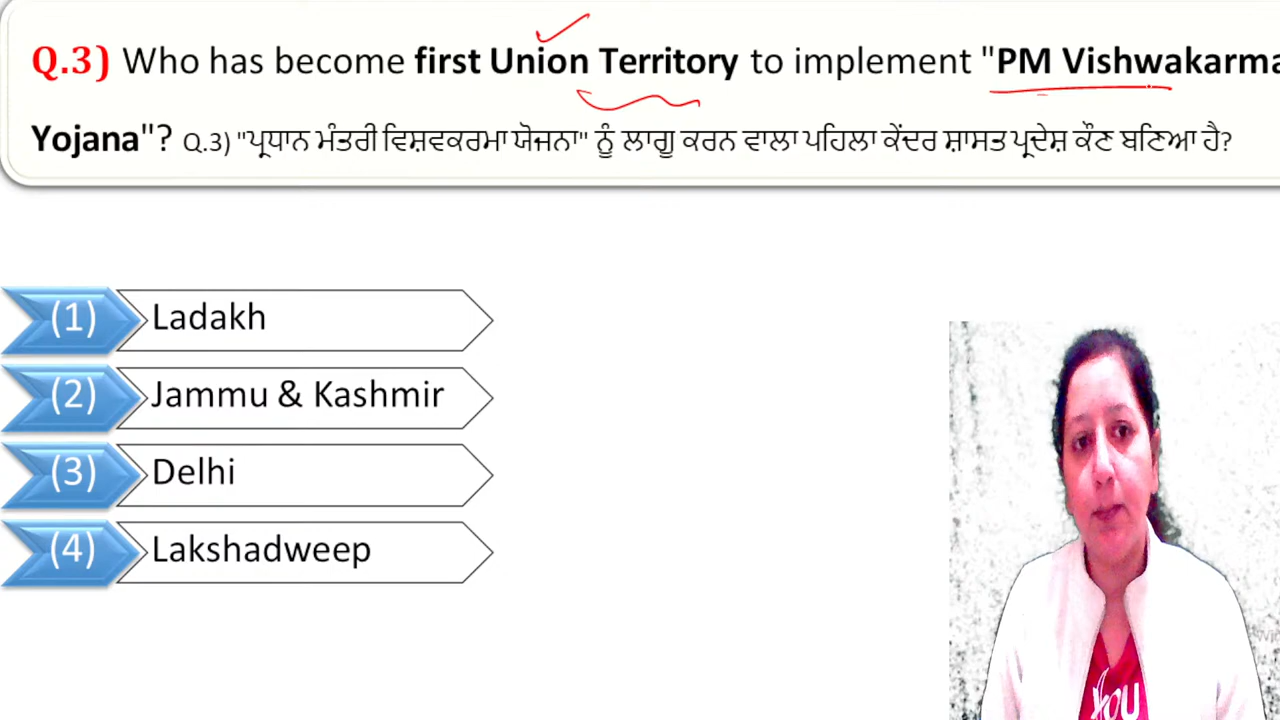 Q.3) Who has become first Union Territory to implement "PM Vishwakarma
Yojana"? Q.3) "ਪ੍ਰਧਾਨ ਮੰਤਰੀ ਵਿਸ਼ਵਕਰਮਾ ਯੋਜਨਾ" ਨੂੰ ਲਾਗੂ ਕਰਨ ਵਾਲਾ ਪਹਿਲਾ ਕੇਂਦਰ ਸ਼ਾਸਤ ਪ੍ਰਦੇਸ਼ ਕੌਣ ਬਣਿਆ ਹੈ?
(1) Ladakh
(2) Jammu & Kashmir
(3) Delhi
(4) Lakshadweep
YOU